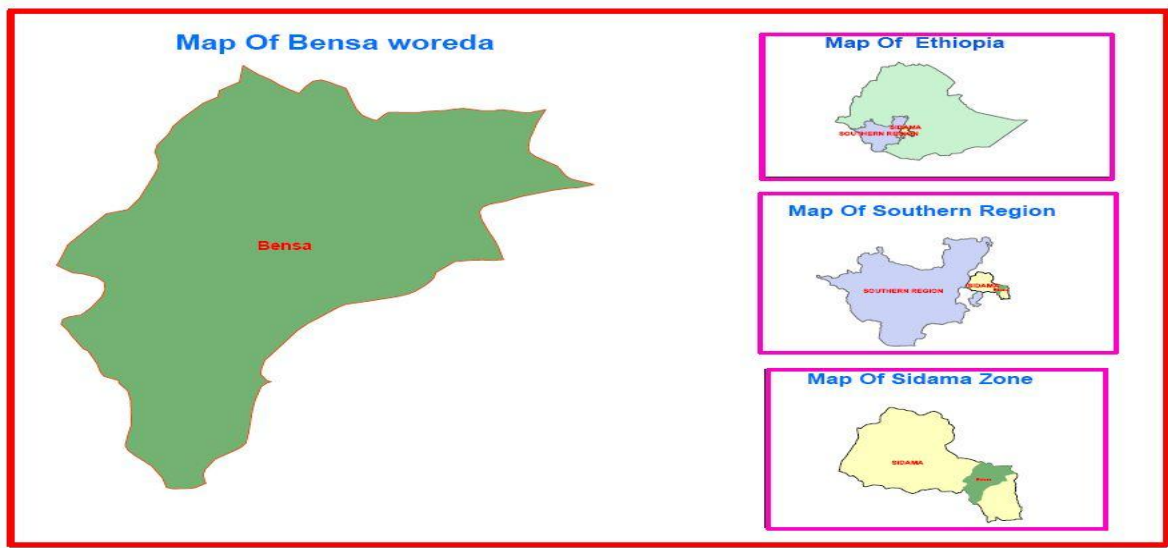 Map Of Bensa woreda
Bensa
Map Of Ethiopia
SIDAMA
SOUTHERN REGION
Map Of Southern Region
SOUTHERN REGION
SIDAMA
Map Of Sidama Zone
SIDAMA